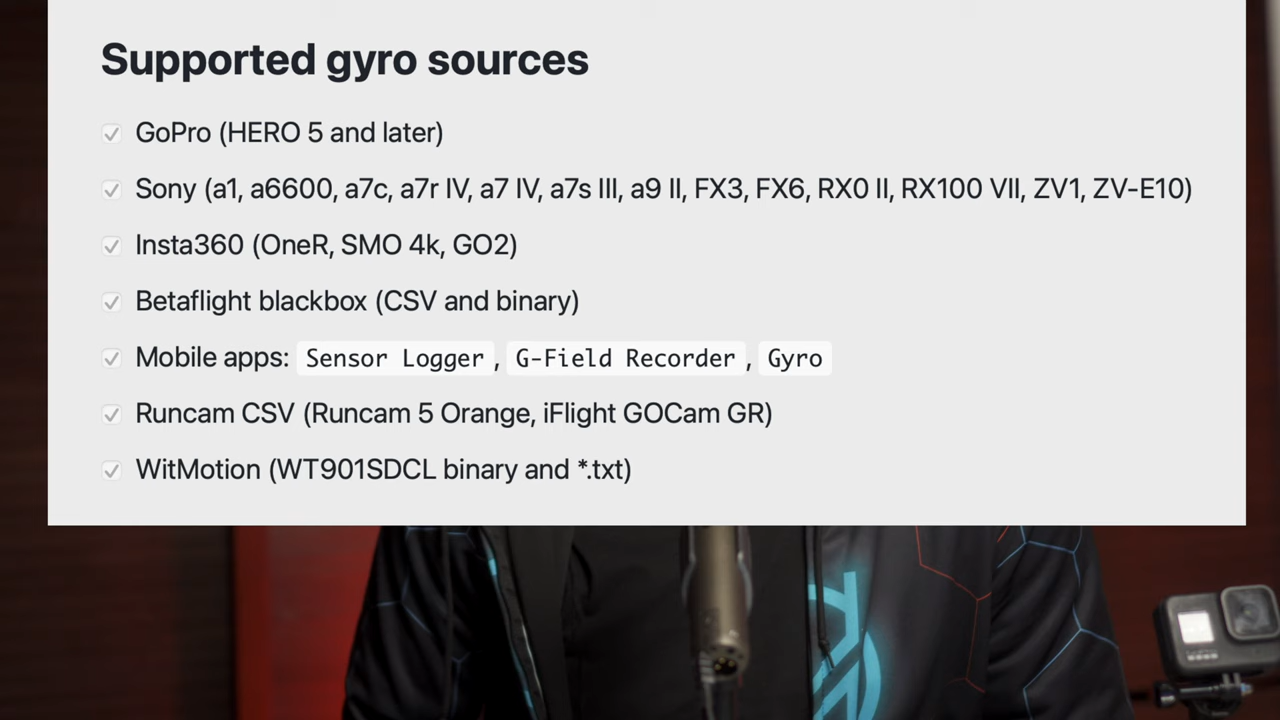 Supported gyro sources
GoPro (HERO 5 and later)
Sony (a1, a6600, a7c, a7r IV, a7 IV, a7s III, a9 II, FX3, FX6, RX0 II, RX100 VII, ZV1, ZV-E10)
Insta360 (OneR, SMO 4k, GO2)
Betaflight blackbox (CSV and binary)
Mobile apps: Sensor Logger, G-Field Recorder, Gyro
Runcam CSV (Runcam 5 Orange, iFlight GOCam GR)
WitMotion (WT901SDCL binary and *.txt)